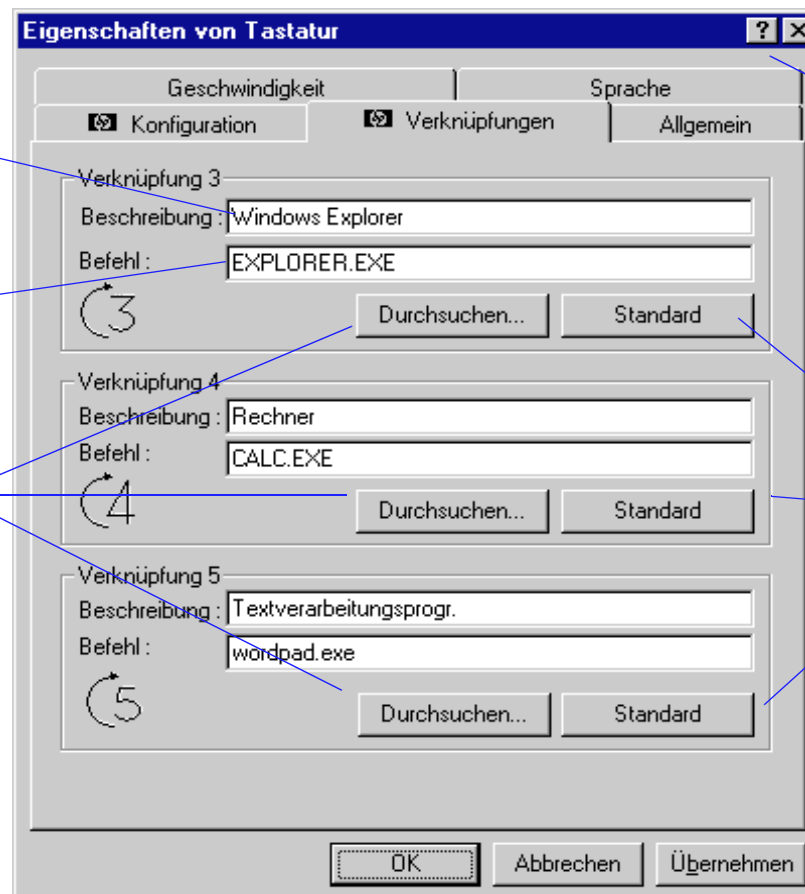 Eigenschaften von Tastatur
Geschwindigkeit Sprache
Konfiguration Verknüpfungen Allgemein
Verknüpfung 3
Beschreibung : Windows Explorer
Befehl : EXPLORER.EXE
3 Durchsuchen... Standard
Verknüpfung 4
Beschreibung : Rechner
Befehl : CALC.EXE
4 Durchsuchen... Standard
Verknüpfung 5
Beschreibung : Textverarbeitungsprogr.
Befehl : wordpad.exe
5 Durchsuchen... Standard
OK Abbrechen Übernehmen